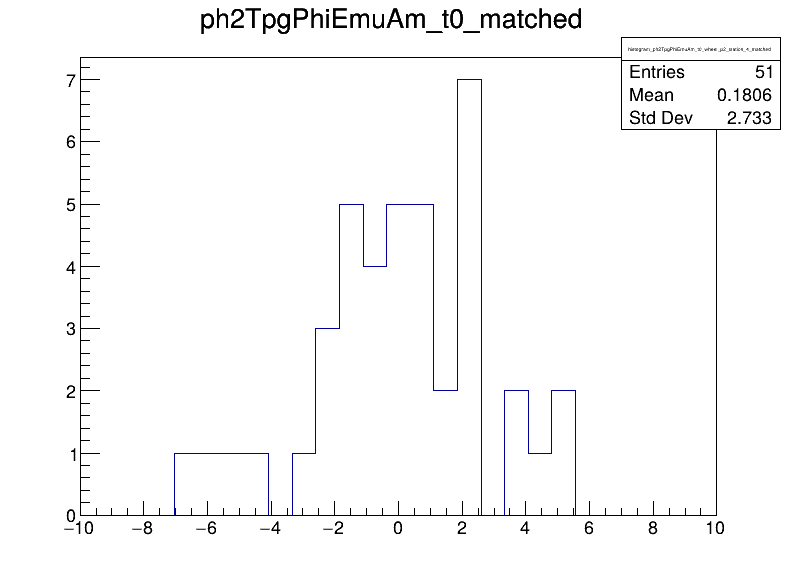 ph2TpgPhiEmuAm_t0_matched
histogram_ph2TpgPhiEmuAm_t0_wheel_p2_station_4_matched
Entries 51
Mean 0.1806
Std Dev 2.733
7
6
5
4
3
2
1
0
−10 −8 −6 −4 −2 0 2 4 6 8 10